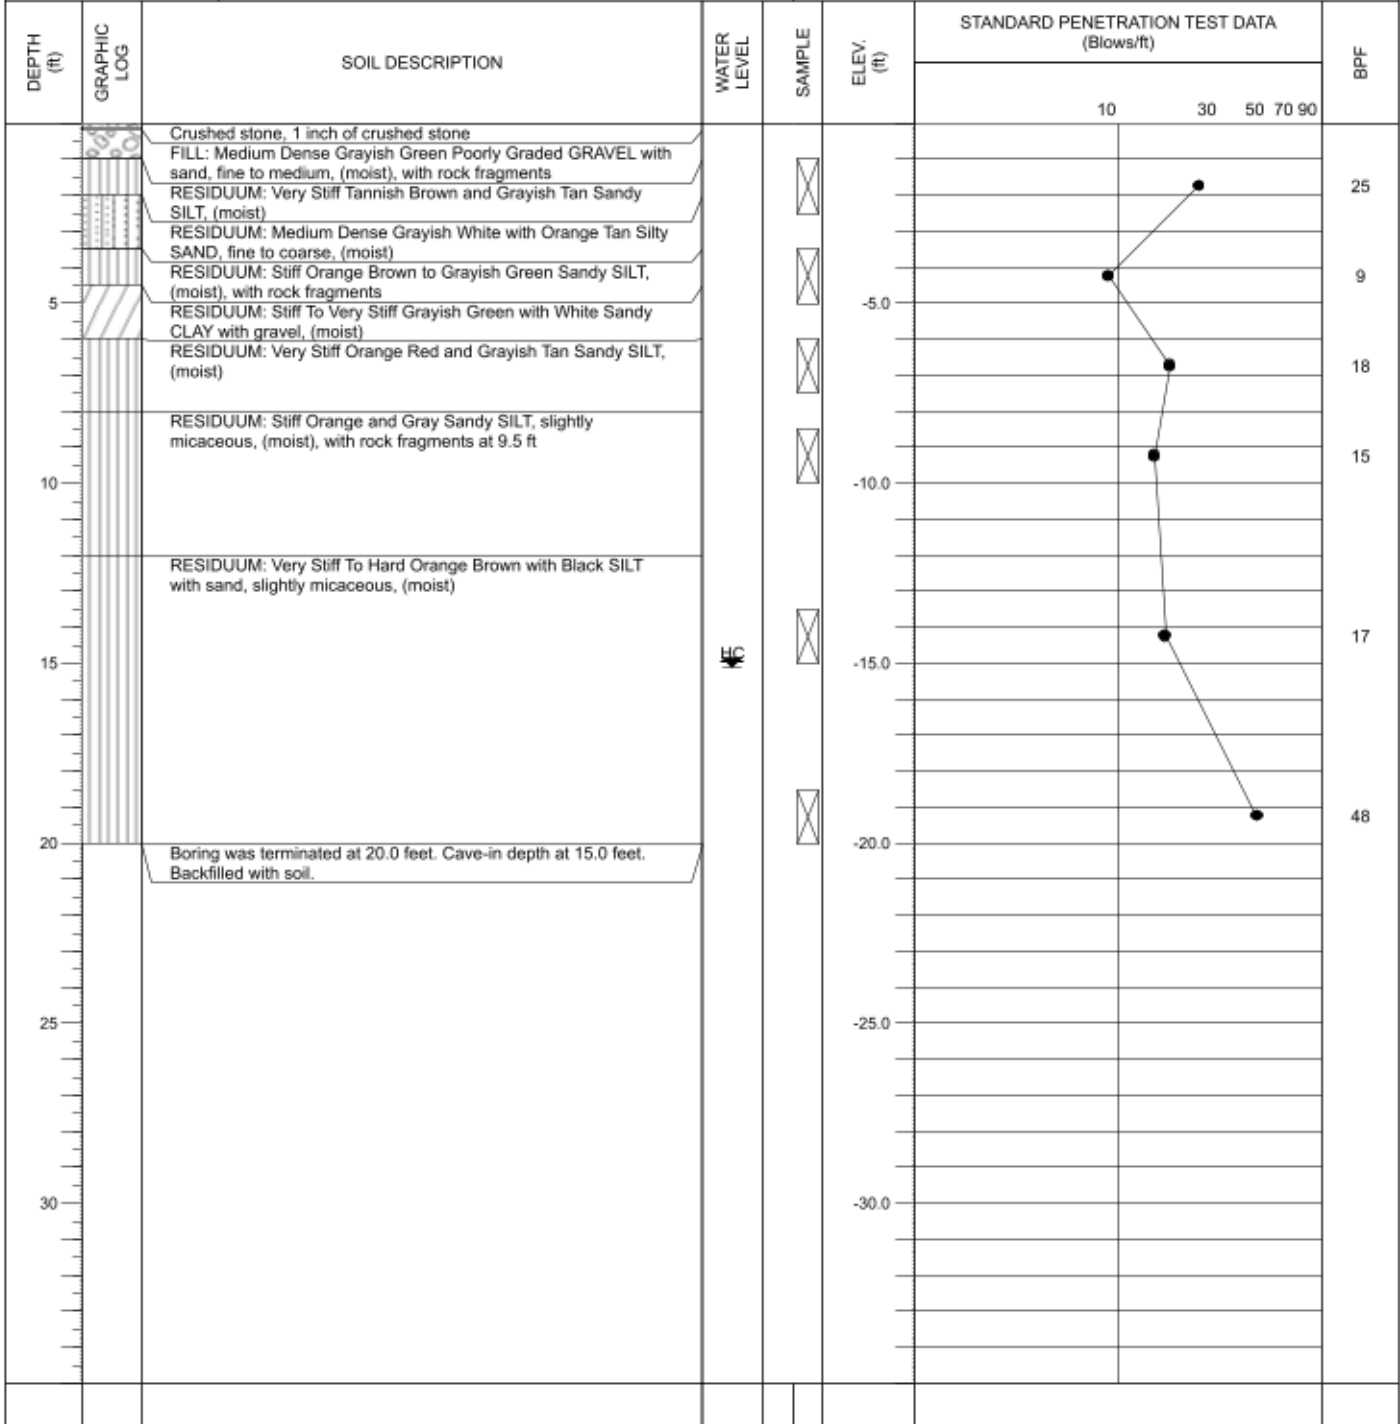 DEPTH
(ft)
GRAPHIC
LOG
SOIL DESCRIPTION
WATER
LEVEL
SAMPLE
ELEV.
(ft)
STANDARD PENETRATION TEST DATA
(Blows/ft)
BPF
10 30 50 70 90
Crushed stone, 1 inch of crushed stone
FILL: Medium Dense Grayish Green Poorly Graded GRAVEL with
sand, fine to medium, (moist), with rock fragments
25
RESIDUUM: Very Stiff Tannish Brown and Grayish Tan Sandy
SILT, (moist)
RESIDUUM: Medium Dense Grayish White with Orange Tan Silty
SAND, fine to coarse, (moist)
RESIDUUM: Stiff Orange Brown to Grayish Green Sandy SILT,
(moist), with rock fragments
9
5
-5.0
RESIDUUM: Stiff To Very Stiff Grayish Green with White Sandy
CLAY with gravel, (moist)
RESIDUUM: Very Stiff Orange Red and Grayish Tan Sandy SILT,
(moist)
18
RESIDUUM: Stiff Orange and Gray Sandy SILT, slightly
micaceous, (moist), with rock fragments at 9.5 ft
15
10
-10.0
RESIDUUM: Very Stiff To Hard Orange Brown with Black SILT
with sand, slightly micaceous, (moist)
17
HC
15
-15.0
48
20
-20.0
Boring was terminated at 20.0 feet. Cave-in depth at 15.0 feet.
Backfilled with soil.
25
-25.0
30
-30.0